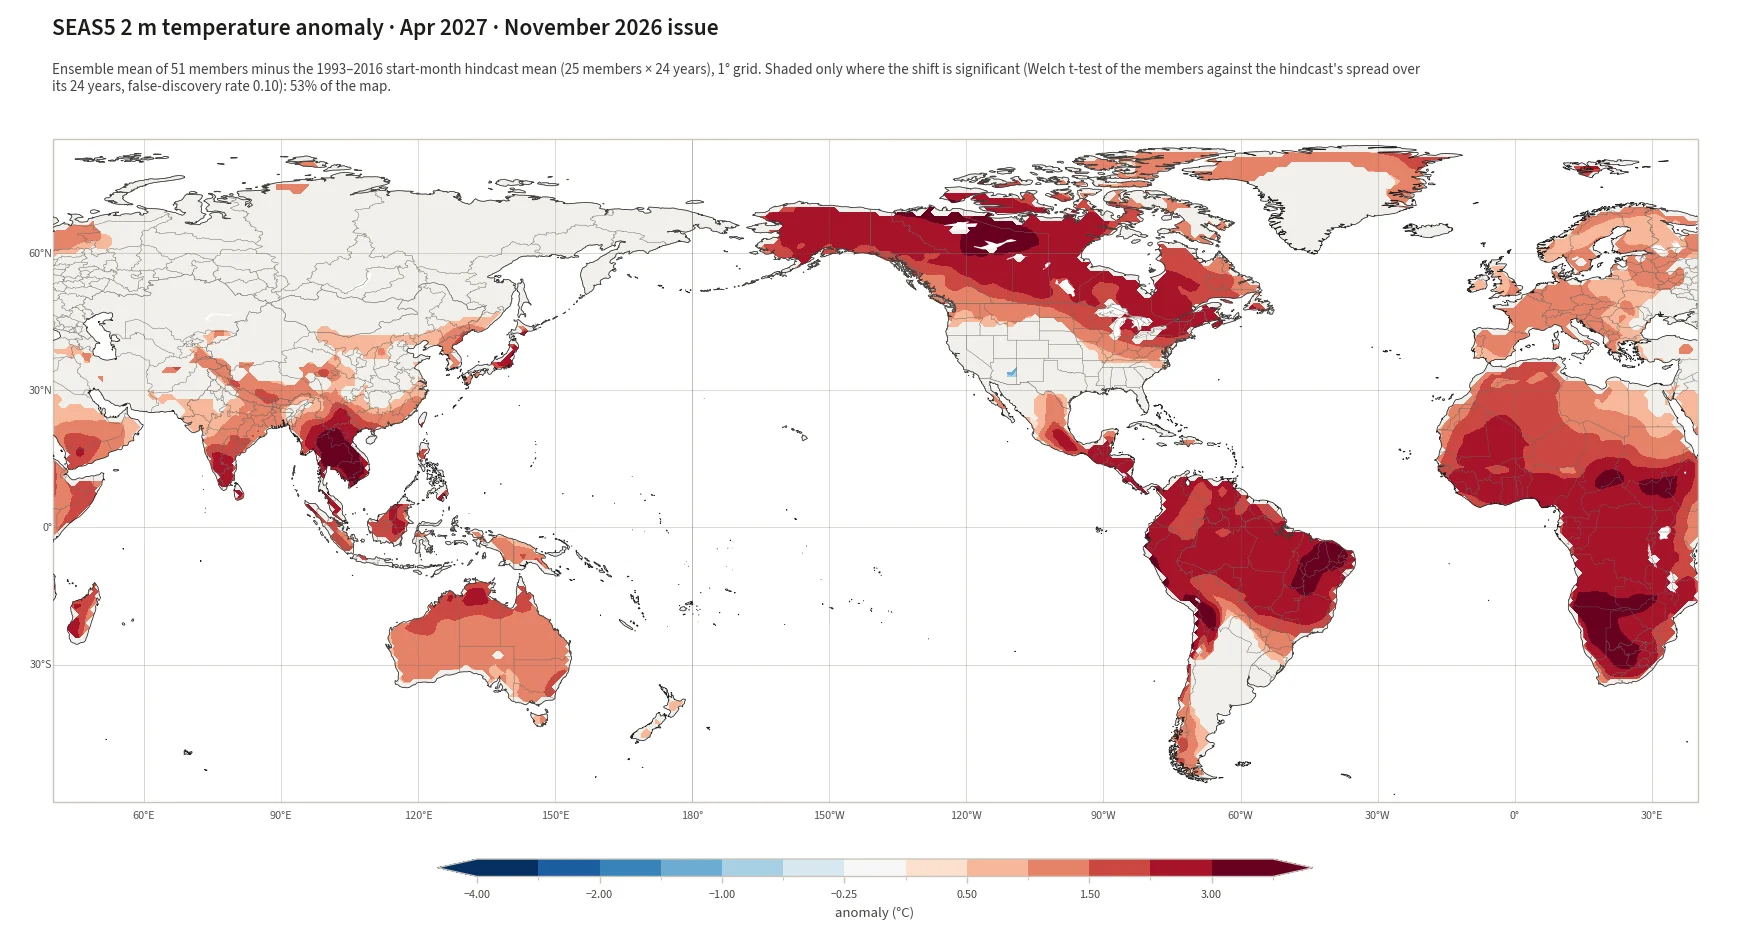 SEAS5 2 m temperature anomaly · Apr 2027 · November 2026 issue
Ensemble mean of 51 members minus the 1993–2016 start-month hindcast mean (25 members × 24 years), 1° grid. Shaded only where the shift is significant (Welch t-test of the members against the hindcast's spread over
its 24 years, false-discovery rate 0.10): 53% of the map.
60°N
30°N
0°
30°S
60°E 90°E 120°E 150°E 180° 150°W 120°W 90°W 60°W 30°W 0° 30°E
−4.00 −2.00 −1.00 −0.25 0.50 1.50 3.00
anomaly (°C)